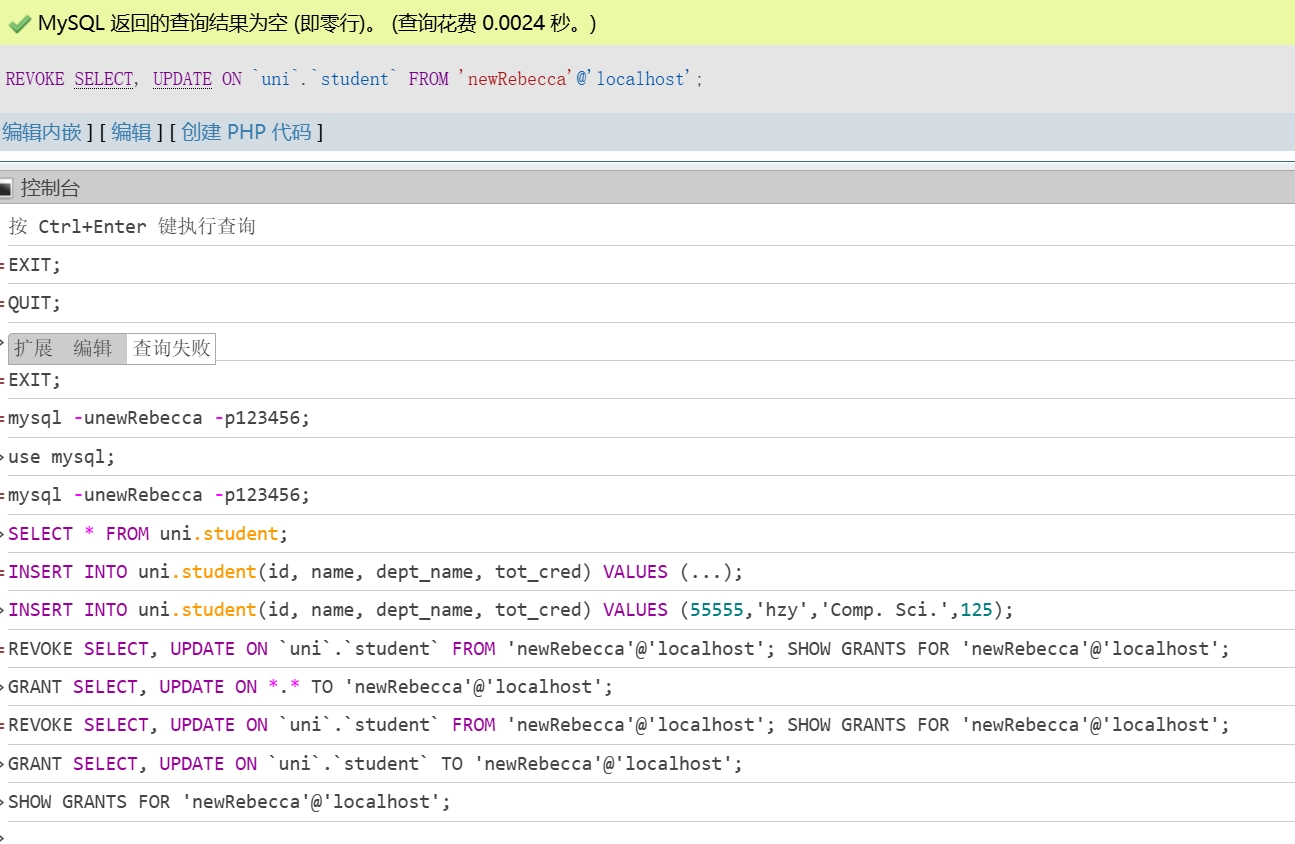 MySQL 返回的查询结果为空 (即零行)。 (查询花费 0.0024 秒。)
REVOKE SELECT, UPDATE ON `uni`.`student` FROM 'newRebecca'@'localhost';
编辑内嵌 ] [ 编辑 ] [ 创建 PHP 代码 ]
控制台
按 Ctrl+Enter 键执行查询
EXIT;
QUIT;
扩展 编辑 查询失败
EXIT;
mysql -unewRebecca -p123456;
use mysql;
mysql -unewRebecca -p123456;
SELECT * FROM uni.student;
INSERT INTO uni.student(id, name, dept_name, tot_cred) VALUES (...);
INSERT INTO uni.student(id, name, dept_name, tot_cred) VALUES (55555,'hzy','Comp. Sci.',125);
REVOKE SELECT, UPDATE ON `uni`.`student` FROM 'newRebecca'@'localhost'; SHOW GRANTS FOR 'newRebecca'@'localhost';
GRANT SELECT, UPDATE ON *.* TO 'newRebecca'@'localhost';
REVOKE SELECT, UPDATE ON `uni`.`student` FROM 'newRebecca'@'localhost'; SHOW GRANTS FOR 'newRebecca'@'localhost';
GRANT SELECT, UPDATE ON `uni`.`student` TO 'newRebecca'@'localhost';
SHOW GRANTS FOR 'newRebecca'@'localhost';